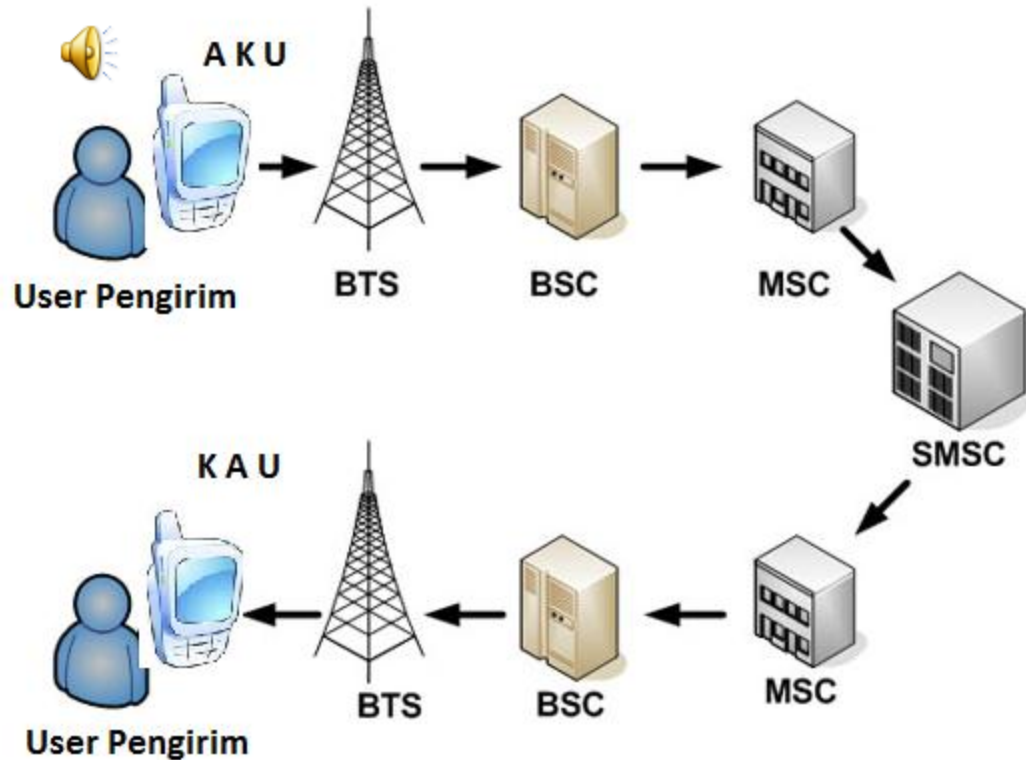 A K U
User Pengirim
BTS
BSC
MSC
SMSC
K A U
User Pengirim
BTS
BSC
MSC